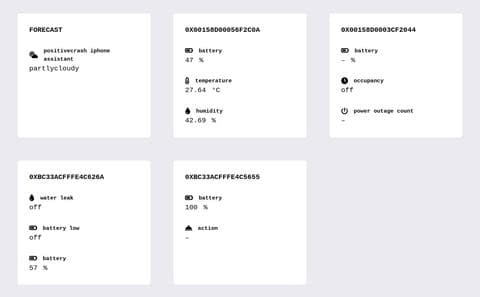 FORECAST
positivecrash iphone
assistant
partlycloudy
0X00158D00056F2C0A
battery
47 %
temperature
27.64 °C
humidity
42.69 %
0X00158D0003CF2044
battery
– %
occupancy
off
power outage count
–
0XBC33ACFFFE4C626A
water leak
off
battery low
off
battery
57 %
0XBC33ACFFFE4C5655
battery
100 %
action
–